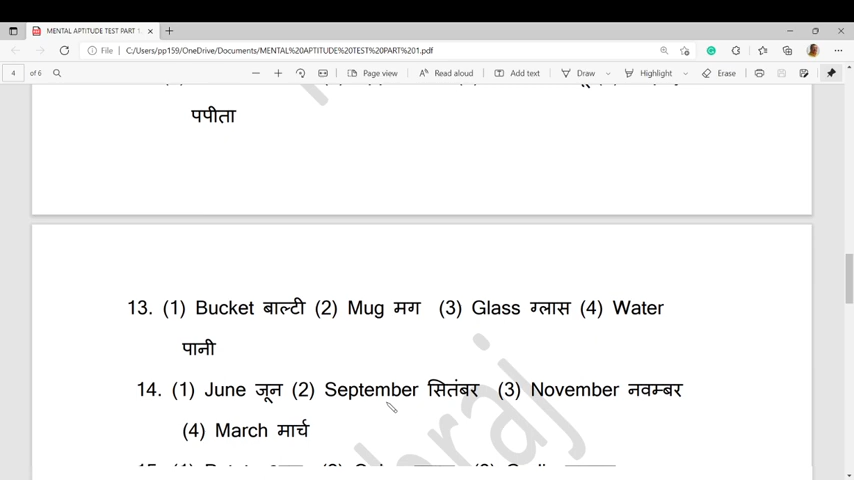 MENTAL APTITUDE TEST PART 1
File C:/Users/pp159/OneDrive/Documents/MENTAL%20APTITUDE%20TEST%20PART%201.pdf
4 of 6 Page view Read aloud Add text Draw Highlight Erase
पपीता
13. (1) Bucket बाल्टी (2) Mug मग (3) Glass ग्लास (4) Water
पानी
14. (1) June जून (2) September सितंबर (3) November नवम्बर
(4) March मार्च